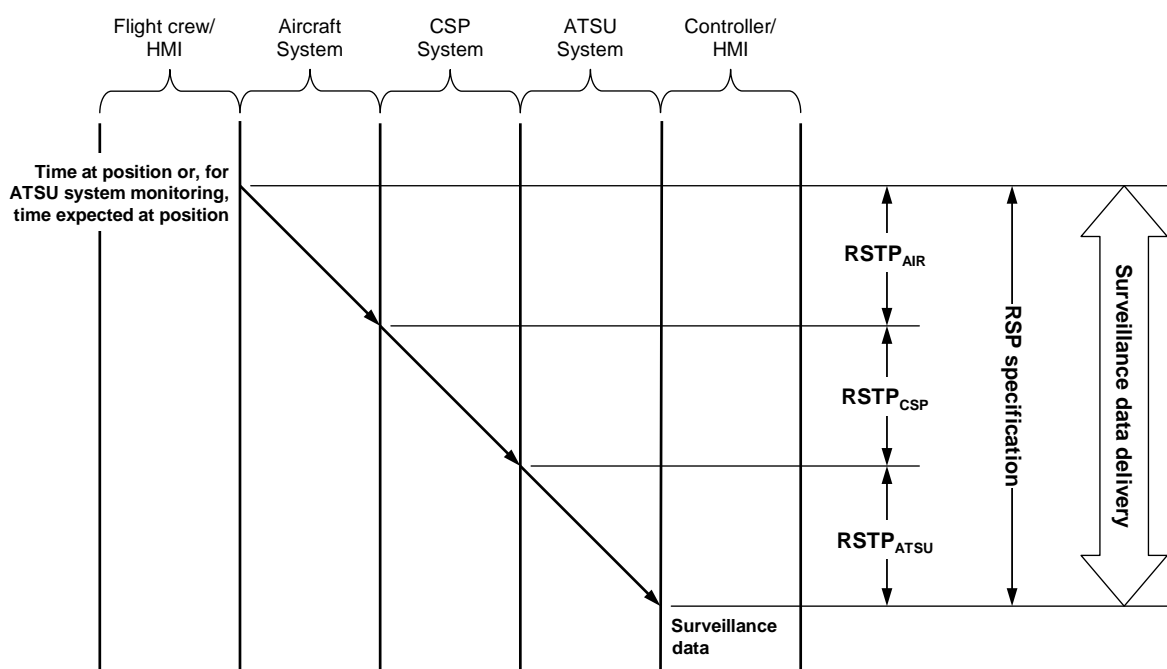 Flight crew/
HMI
Aircraft
System
CSP
System
ATSU
System
Controller/
HMI
Time at position or, for
ATSU system monitoring,
time expected at position
RSTPAIR
RSTPCSP
RSTPATSU
RSP specification
Surveillance data delivery
Surveillance
data